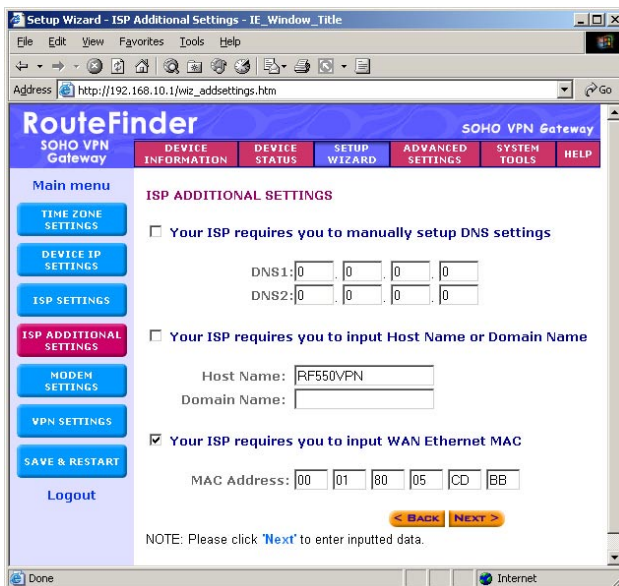 Setup Wizard - ISP Additional Settings - IE_Window_Title
File Edit View Favorites Tools Help
Address http://192.168.10.1/wiz_addsettings.htm Go
RouteFinder
SOHO VPN Gateway
SOHO VPN
Gateway
DEVICE INFORMATION
DEVICE STATUS
SETUP WIZARD
ADVANCED SETTINGS
SYSTEM TOOLS
HELP
Main menu
TIME ZONE SETTINGS
DEVICE IP SETTINGS
ISP SETTINGS
ISP ADDITIONAL SETTINGS
MODEM SETTINGS
VPN SETTINGS
SAVE & RESTART
Logout
ISP ADDITIONAL SETTINGS
Your ISP requires you to manually setup DNS settings
DNS1: 0 . 0 . 0 . 0
DNS2: 0 . 0 . 0 . 0
Your ISP requires you to input Host Name or Domain Name
Host Name: RF550VPN
Domain Name:
Your ISP requires you to input WAN Ethernet MAC
MAC Address: 00 01 80 05 CD BB
< BACK NEXT >
NOTE: Please click 'Next' to enter inputted data.
Done Internet